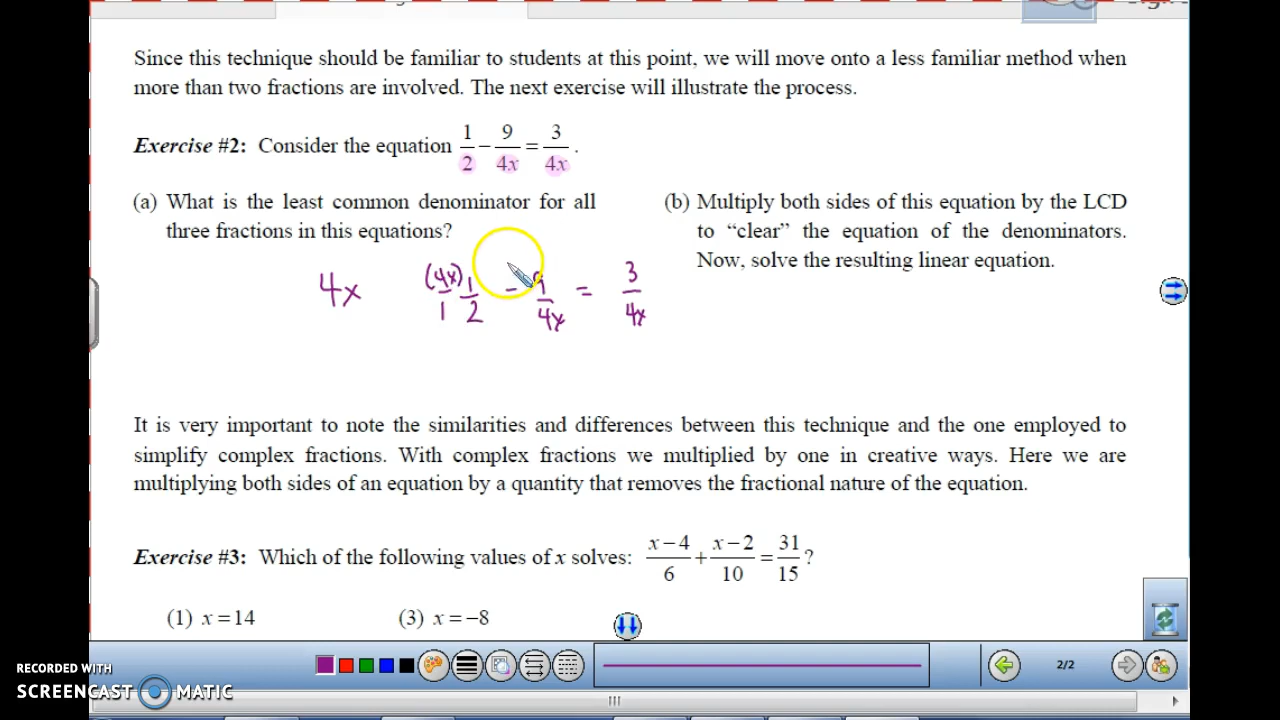 Since this technique should be familiar to students at this point, we will move onto a less familiar method when
more than two fractions are involved. The next exercise will illustrate the process.
Exercise #2: Consider the equation 1/2 − 9/4x = 3/4x .
(a) What is the least common denominator for all
three fractions in this equations?
(b) Multiply both sides of this equation by the LCD
to “clear” the equation of the denominators.
Now, solve the resulting linear equation.
4x (4x)/1 1/2 − 9/4x = 3/4x
It is very important to note the similarities and differences between this technique and the one employed to
simplify complex fractions. With complex fractions we multiplied by one in creative ways. Here we are
multiplying both sides of an equation by a quantity that removes the fractional nature of the equation.
Exercise #3: Which of the following values of x solves: x−4/6 + x−2/10 = 31/15 ?
(1) x = 14 (3) x = −8
2/2
RECORDED WITH
SCREENCAST MATIC